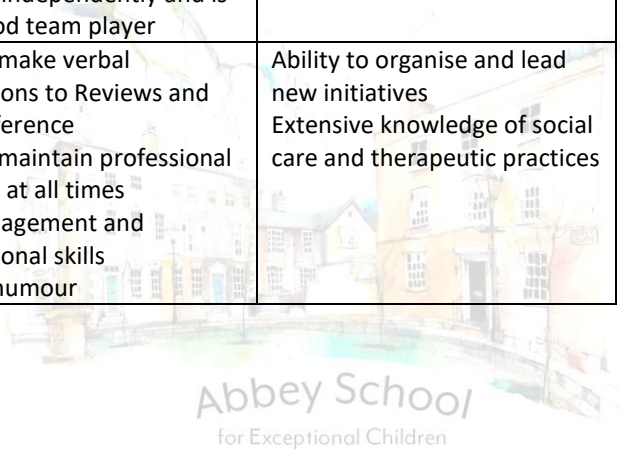 independently and is
od team player
make verbal
ons to Reviews and
erence
maintain professional
at all times
agement and
onal skills
humour
Ability to organise and lead
new initiatives
Extensive knowledge of social
care and therapeutic practices
Abbey School
for Exceptional Children